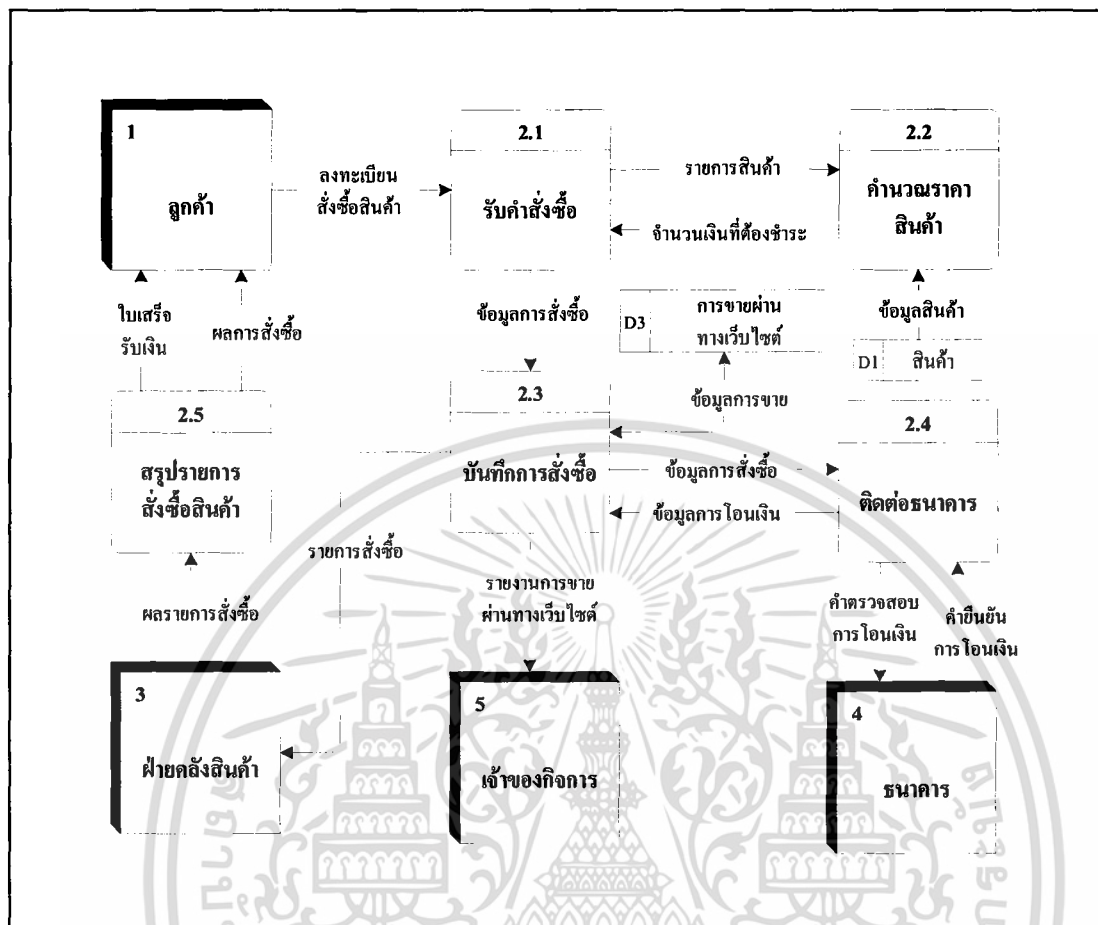 1
ลูกค้า
ลงทะเบียน
สั่งซื้อสินค้า
2.1
รับคำสั่งซื้อ
รายการสินค้า
จำนวนเงินที่ต้องชำระ
2.2
คำนวณราคา
สินค้า
ใบเสร็จ
รับเงิน
ผลการสั่งซื้อ
ข้อมูลการสั่งซื้อ
D3
การขายผ่าน
ทางเว็บไซต์
ข้อมูลสินค้า
D1
สินค้า
2.5
สรุปรายการ
สั่งซื้อสินค้า
2.3
บันทึกการสั่งซื้อ
ข้อมูลการขาย
ข้อมูลการสั่งซื้อ
ข้อมูลการโอนเงิน
2.4
ติดต่อธนาคาร
ผลรายการสั่งซื้อ
รายการสั่งซื้อ
รายงานการขาย
ผ่านทางเว็บไซต์
คำตรวจสอบ
การโอนเงิน
คำยืนยัน
การโอนเงิน
3
ฝ่ายคลังสินค้า
5
เจ้าของกิจการ
4
ธนาคาร